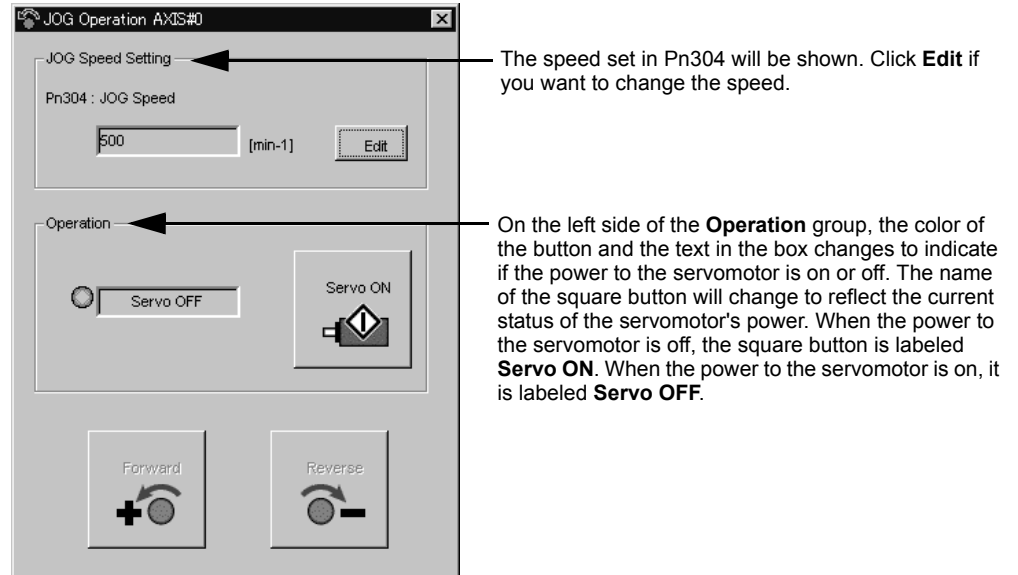 JOG Operation AXIS#0
JOG Speed Setting
The speed set in Pn304 will be shown. Click Edit if
you want to change the speed.
Pn304 : JOG Speed
500
[min-1]
Edit
Operation
On the left side of the Operation group, the color of
the button and the text in the box changes to indicate
if the power to the servomotor is on or off. The name
of the square button will change to reflect the current
status of the servomotor's power. When the power to
the servomotor is off, the square button is labeled
Servo ON. When the power to the servomotor is on, it
is labeled Servo OFF.
Servo OFF
Servo ON
Forward
Reverse